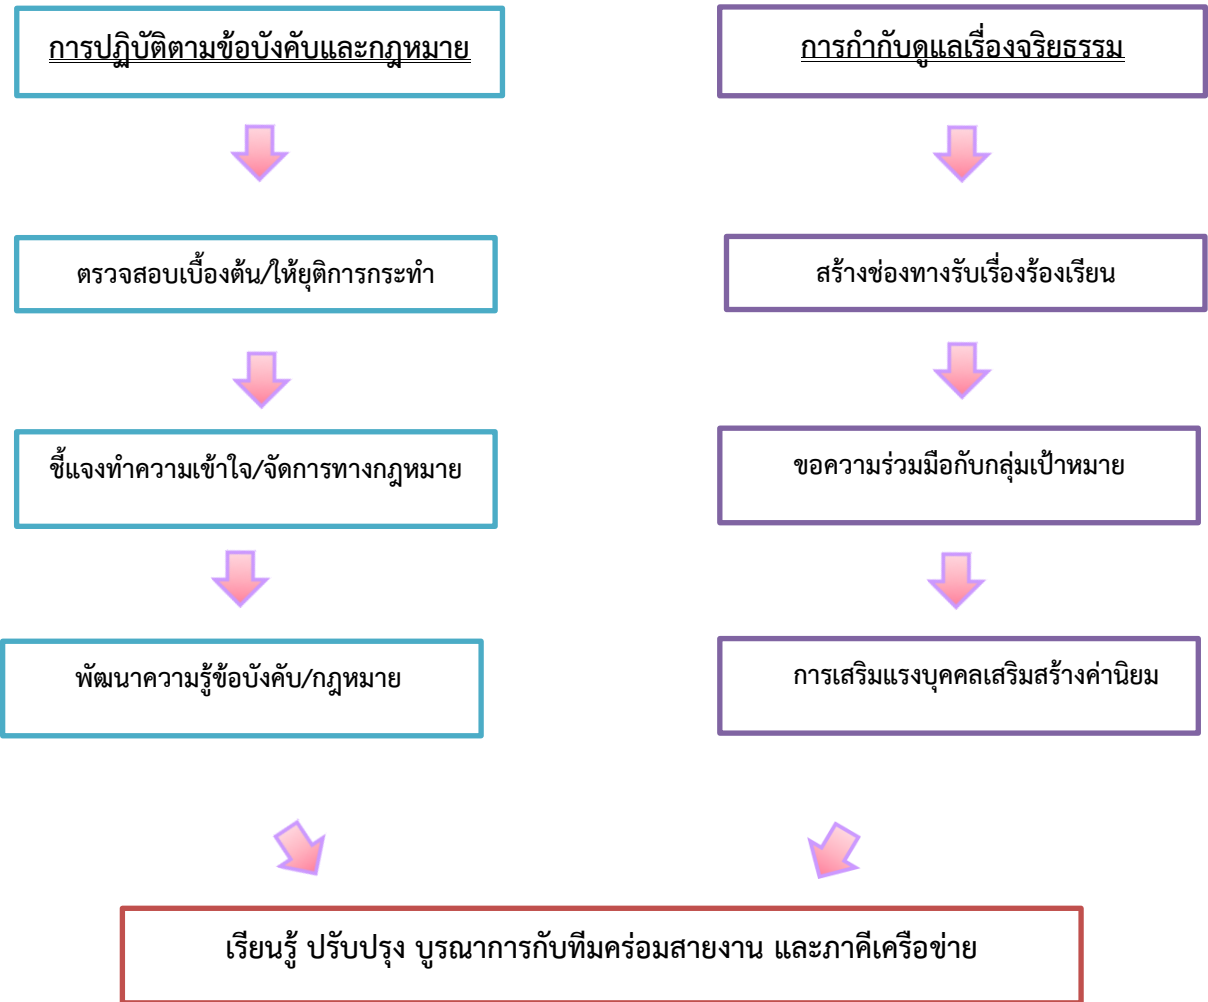 การปฏิบัติตามข้อบังคับและกฎหมาย
การกำกับดูแลเรื่องจริยธรรม
ตรวจสอบเบื้องต้น/ให้ยุติการกระทำ
สร้างช่องทางรับเรื่องร้องเรียน
ชี้แจงทำความเข้าใจ/จัดการทางกฎหมาย
ขอความร่วมมือกับกลุ่มเป้าหมาย
พัฒนาความรู้ข้อบังคับ/กฎหมาย
การเสริมแรงบุคคลเสริมสร้างค่านิยม
เรียนรู้ ปรับปรุง บูรณาการกับทีมคร่อมสายงาน และภาคีเครือข่าย